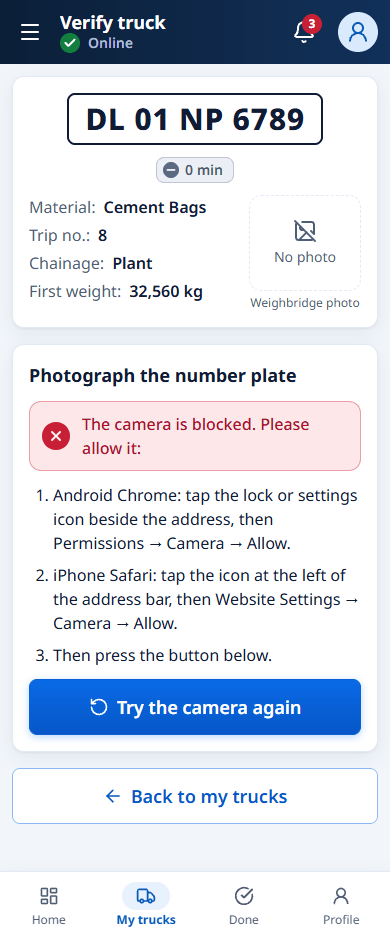 Verify truck
Online
3
DL 01 NP 6789
0 min
Material: Cement Bags
Trip no.: 8
Chainage: Plant
First weight: 32,560 kg
No photo
Weighbridge photo
Photograph the number plate
The camera is blocked. Please
allow it:
1. Android Chrome: tap the lock or settings
icon beside the address, then
Permissions → Camera → Allow.
2. iPhone Safari: tap the icon at the left of
the address bar, then Website Settings →
Camera → Allow.
3. Then press the button below.
Try the camera again
Back to my trucks
Home
My trucks
Done
Profile